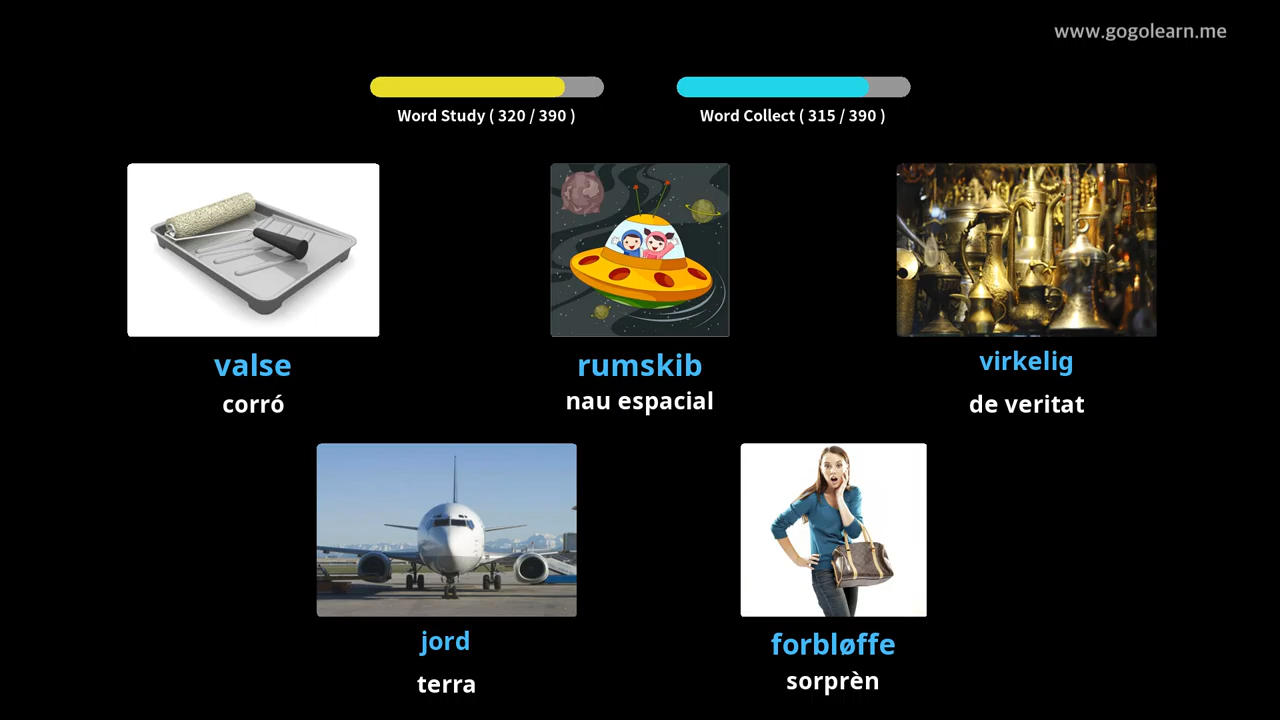 www.gogolearn.me
Word Study ( 320 / 390 )
Word Collect ( 315 / 390 )
valse
corró
rumskib
nau espacial
virkelig
de veritat
jord
terra
forbløffe
sorprèn